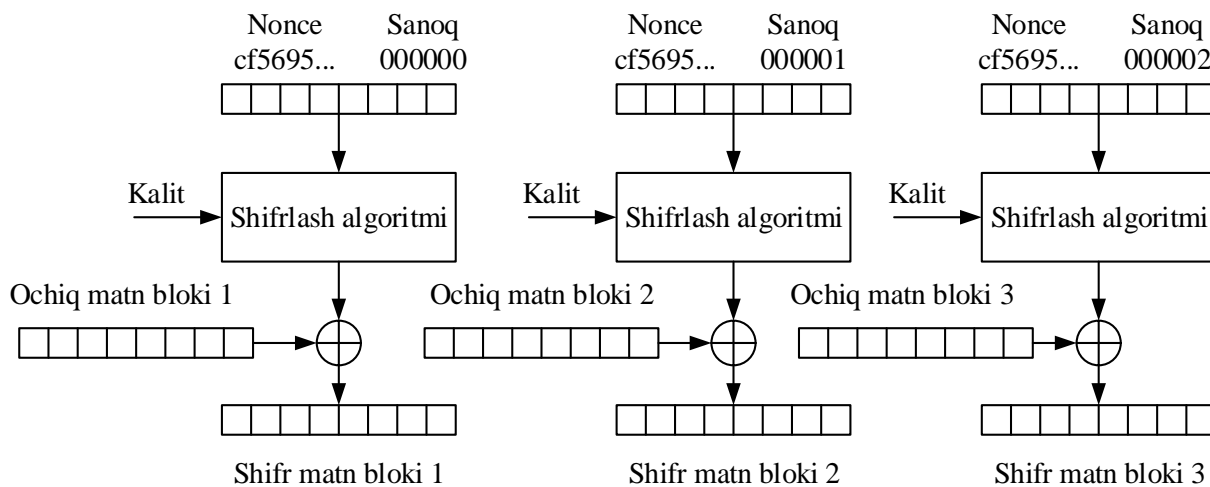 Nonce Sanoq Nonce Sanoq Nonce Sanoq
cf5695... 000000 cf5695... 000001 cf5695... 000002
Kalit Kalit Kalit
Shifrlash algoritmi Shifrlash algoritmi Shifrlash algoritmi
Ochiq matn bloki 1 Ochiq matn bloki 2 Ochiq matn bloki 3
Shifr matn bloki 1 Shifr matn bloki 2 Shifr matn bloki 3